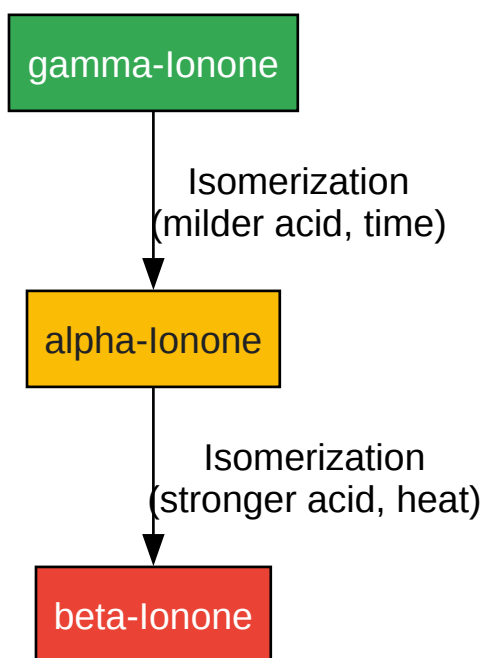 gamma-Ionone
Isomerization
(milder acid, time)
alpha-Ionone
Isomerization
(stronger acid, heat)
beta-Ionone